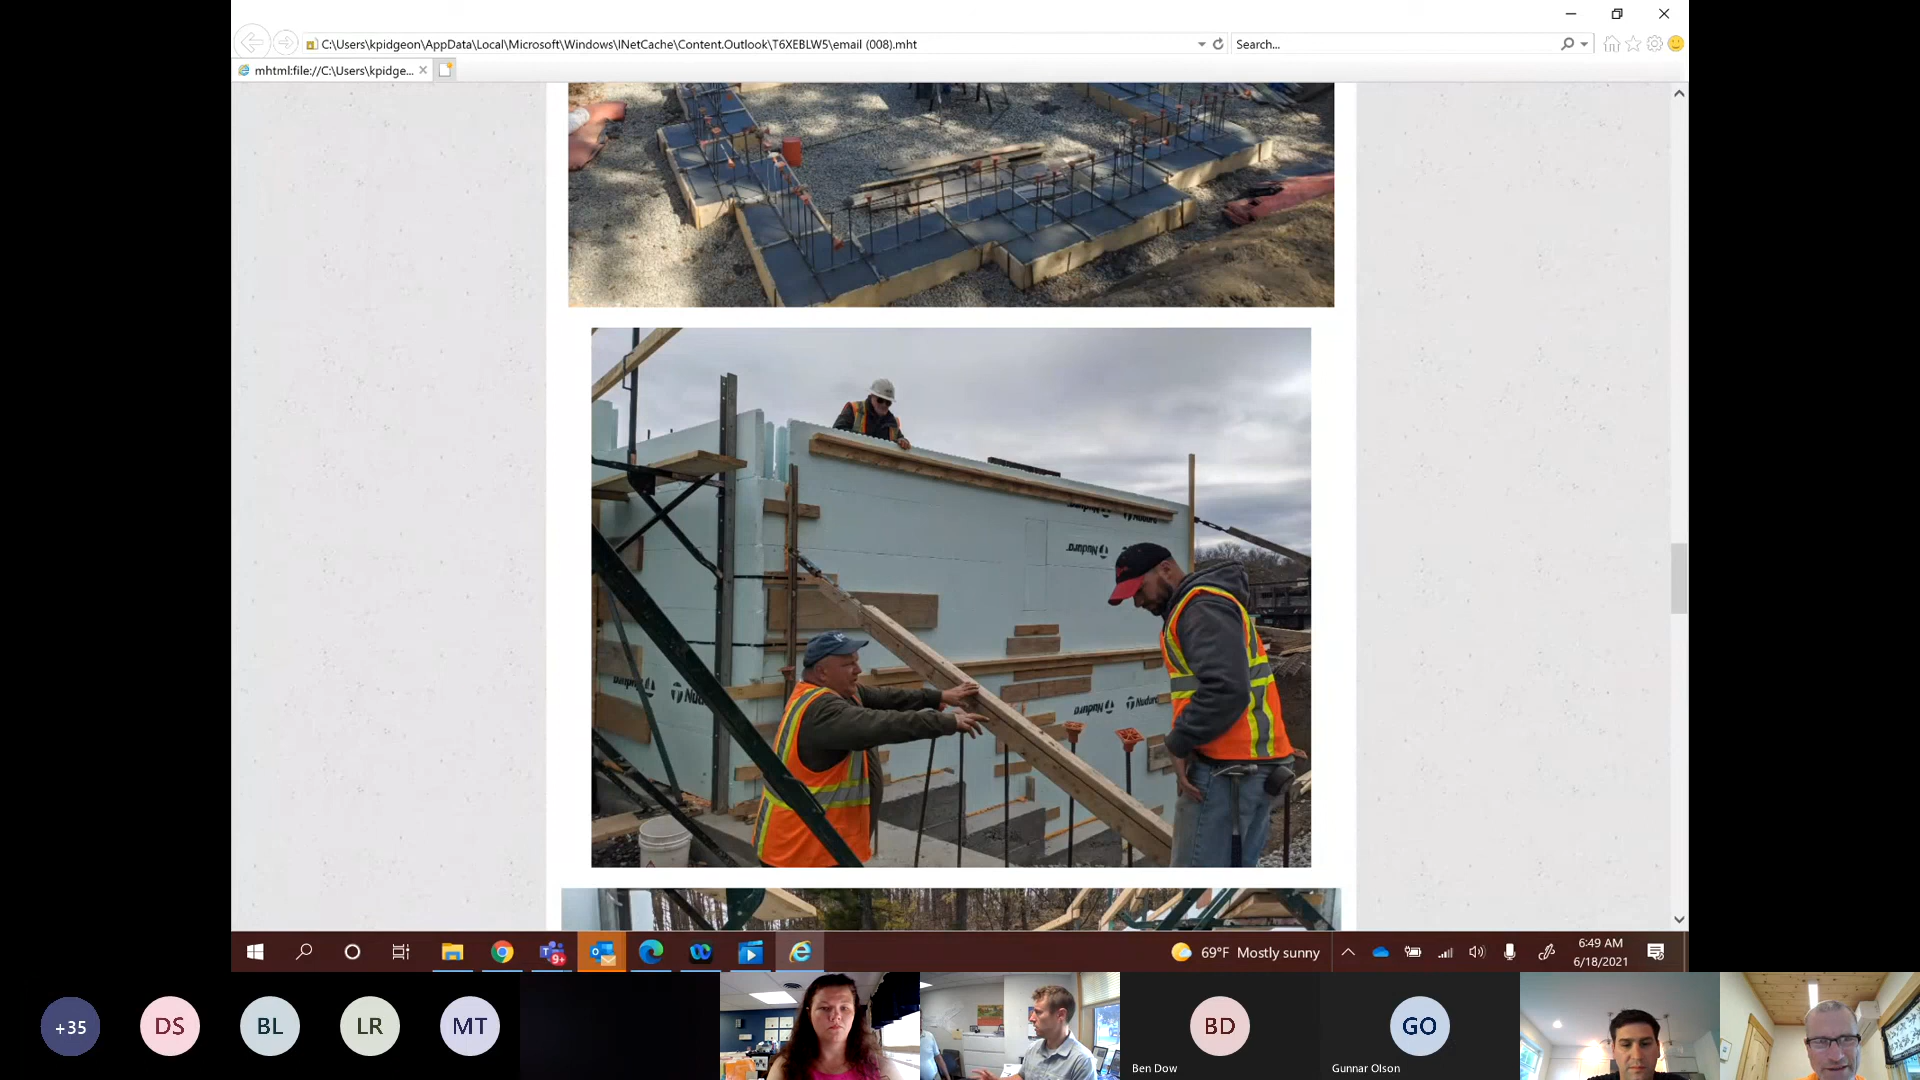 C:\Users\kpidgeon\AppData\Local\Microsoft\Windows\INetCache\Content.Outlook\T6XEBLW5\email (008).mht
Search...
mhtml:file://C:\Users\kpidge...
Nudura
Nudura
Nudura
Nudura
9+
69°F Mostly sunny
6:49 AM
6/18/2021
+35
DS
BL
LR
MT
BD
GO
Ben Dow
Gunnar Olson